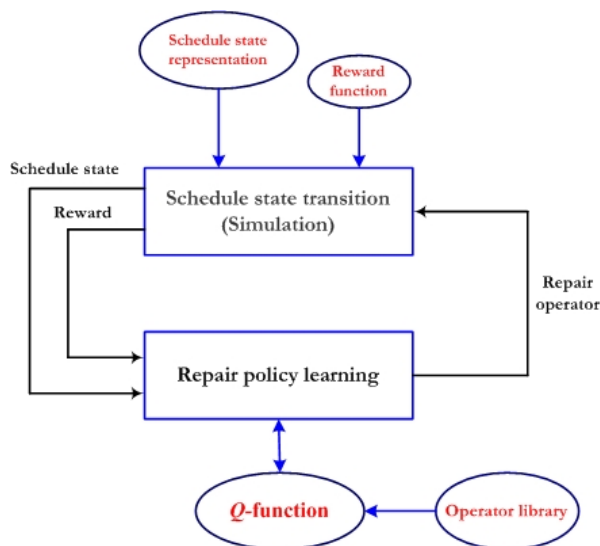 Schedule state
representation
Reward
function
Schedule state
Reward
Schedule state transition
(Simulation)
Repair
operator
Repair policy learning
Q-function
Operator library